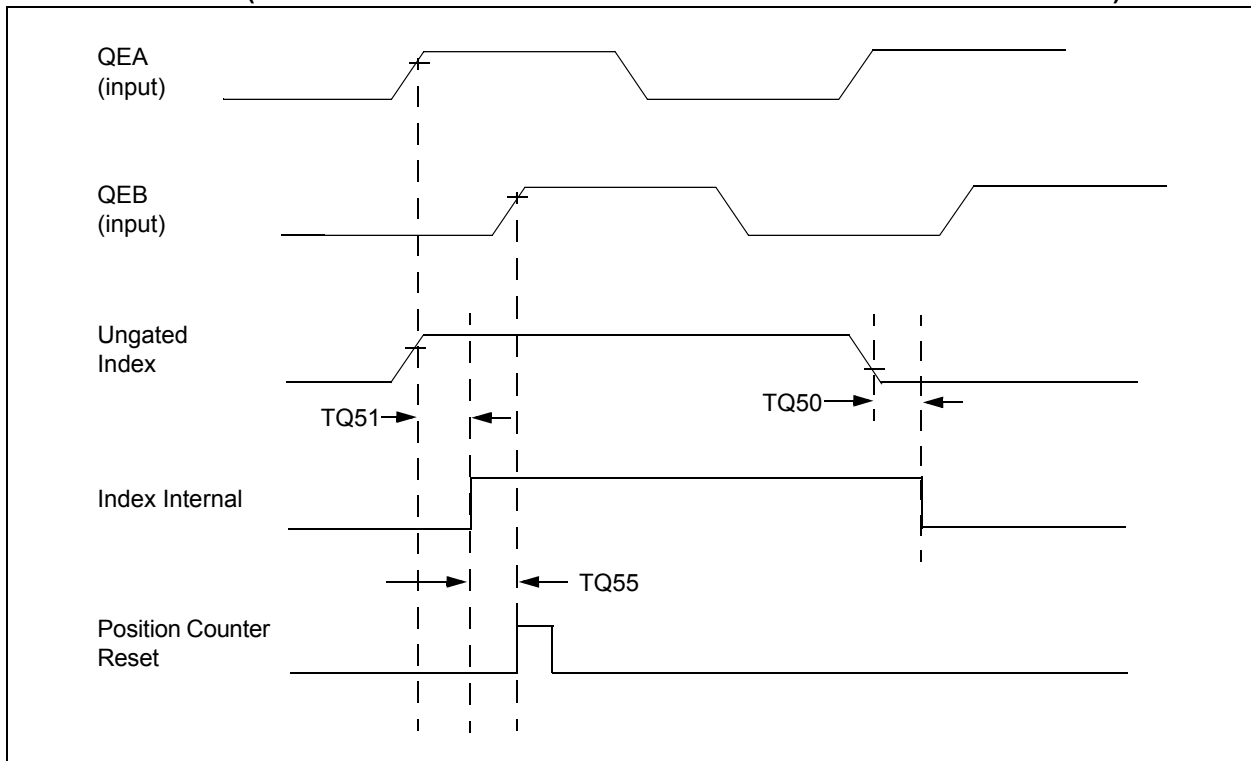 QEA
(input)
QEB
(input)
Ungated
Index
TQ51
TQ50
Index Internal
TQ55
Position Counter
Reset